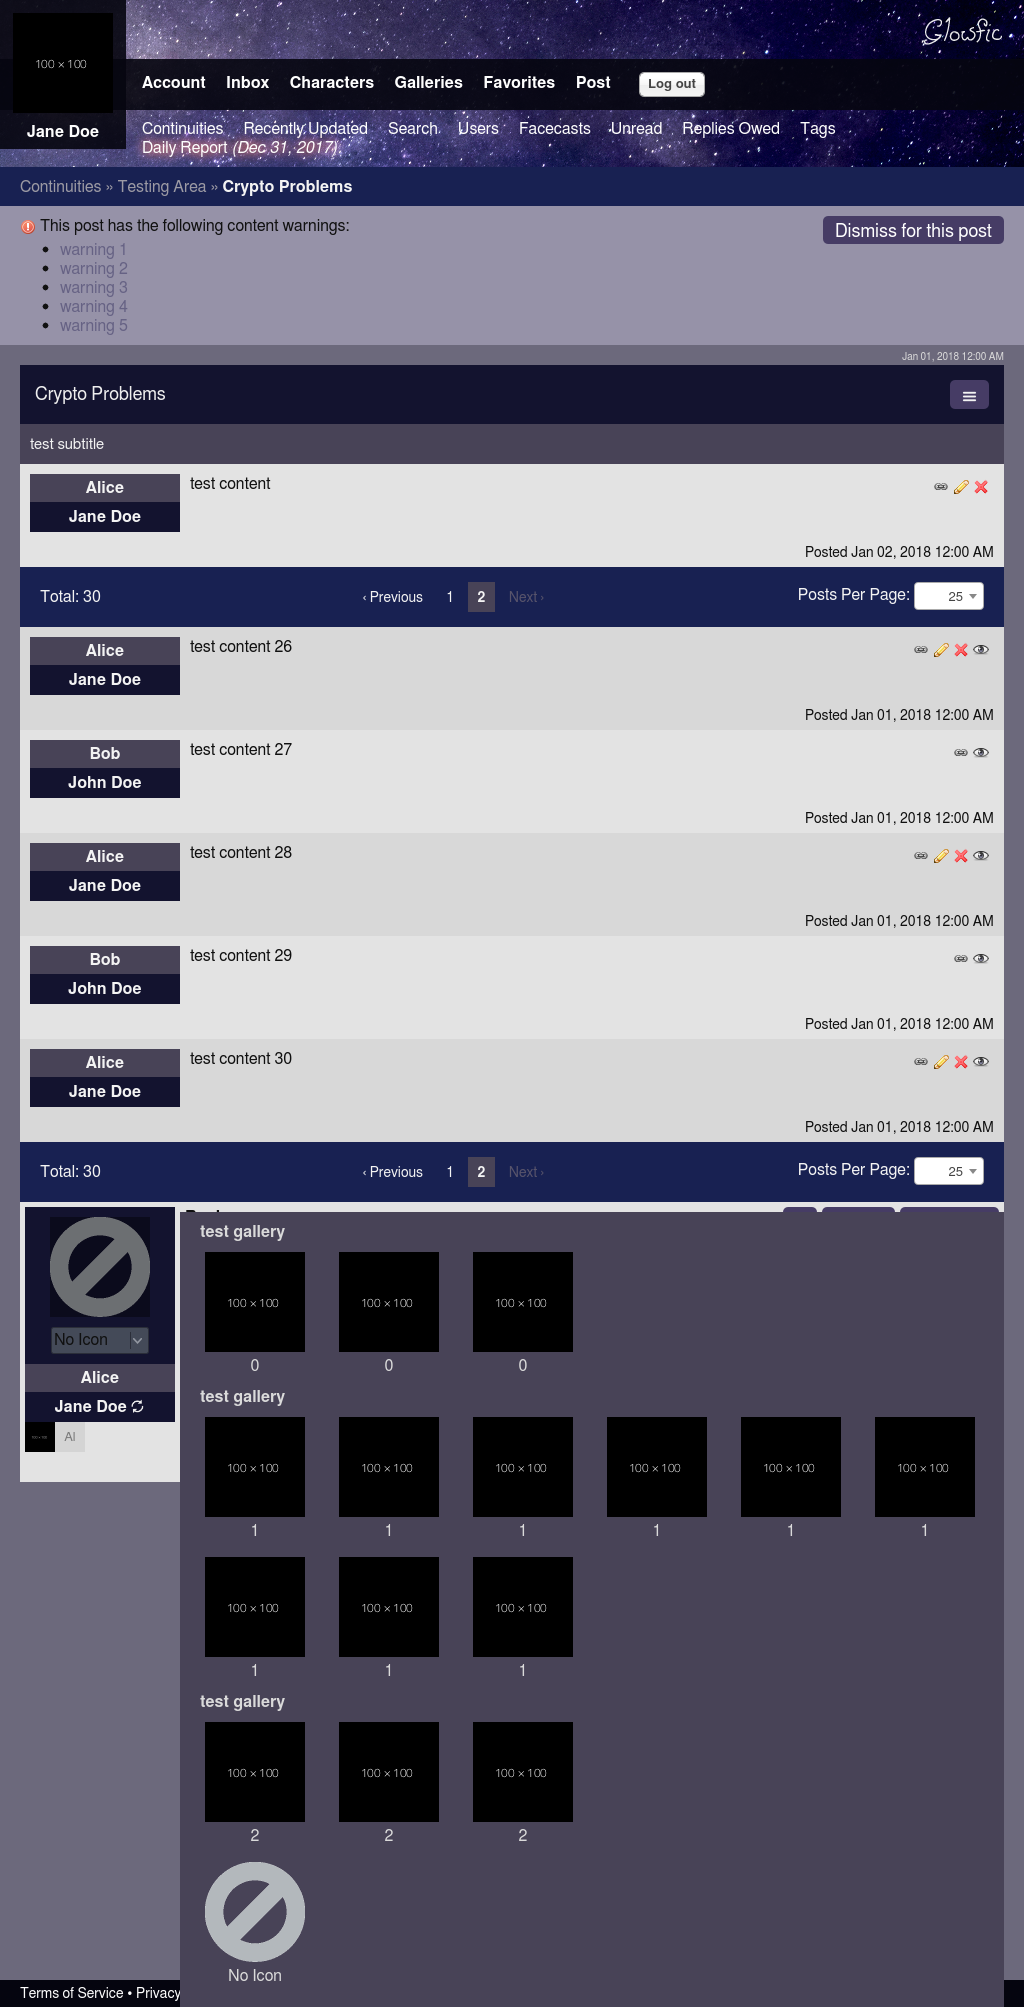 100 × 100
Glowfic
Account Inbox Characters Galleries Favorites Post Log out
Jane Doe
Continuities Recently Updated Search Users Facecasts Unread Replies Owed Tags
Daily Report (Dec 31, 2017)
Continuities » Testing Area » Crypto Problems
This post has the following content warnings:
Dismiss for this post
• warning 1
• warning 2
• warning 3
• warning 4
• warning 5
Jan 01, 2018 12:00 AM
Crypto Problems
test subtitle
Alice
Jane Doe
test content
Posted Jan 02, 2018 12:00 AM
Total: 30 ‹ Previous 1 2 Next › Posts Per Page: 25
Alice
Jane Doe
test content 26
Posted Jan 01, 2018 12:00 AM
Bob
John Doe
test content 27
Posted Jan 01, 2018 12:00 AM
Alice
Jane Doe
test content 28
Posted Jan 01, 2018 12:00 AM
Bob
John Doe
test content 29
Posted Jan 01, 2018 12:00 AM
Alice
Jane Doe
test content 30
Posted Jan 01, 2018 12:00 AM
Total: 30 ‹ Previous 1 2 Next › Posts Per Page: 25
No Icon
Alice
Jane Doe
Al
test gallery
100 × 100 100 × 100 100 × 100
0 0 0
test gallery
100 × 100 100 × 100 100 × 100 100 × 100 100 × 100 100 × 100
1 1 1 1 1 1
100 × 100 100 × 100 100 × 100
1 1 1
test gallery
100 × 100 100 × 100 100 × 100
2 2 2
No Icon
Terms of Service • Privacy